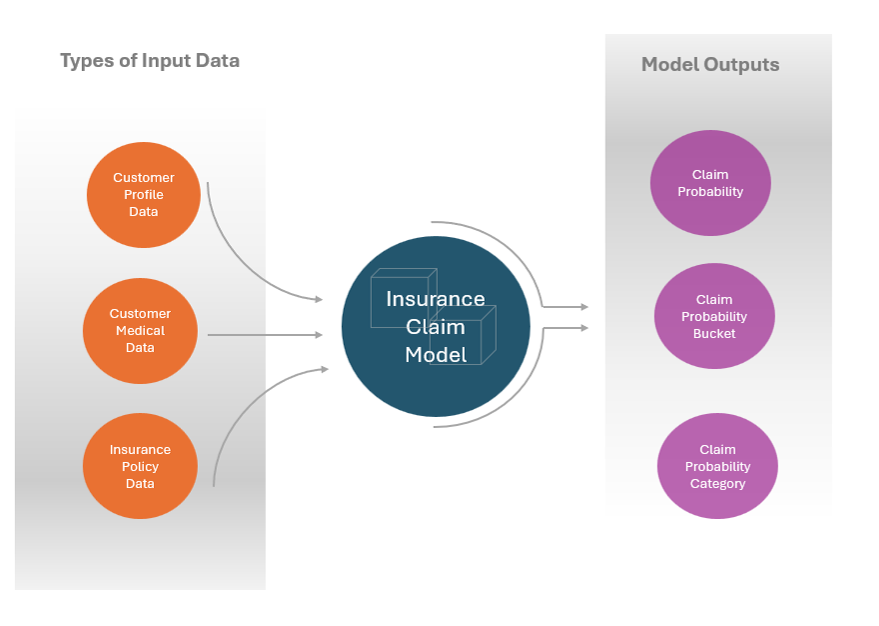 Types of Input Data
Customer
Profile
Data
Customer
Medical
Data
Insurance
Policy
Data
Insurance
Claim
Model
Model Outputs
Claim
Probability
Claim
Probability
Bucket
Claim
Probability
Category